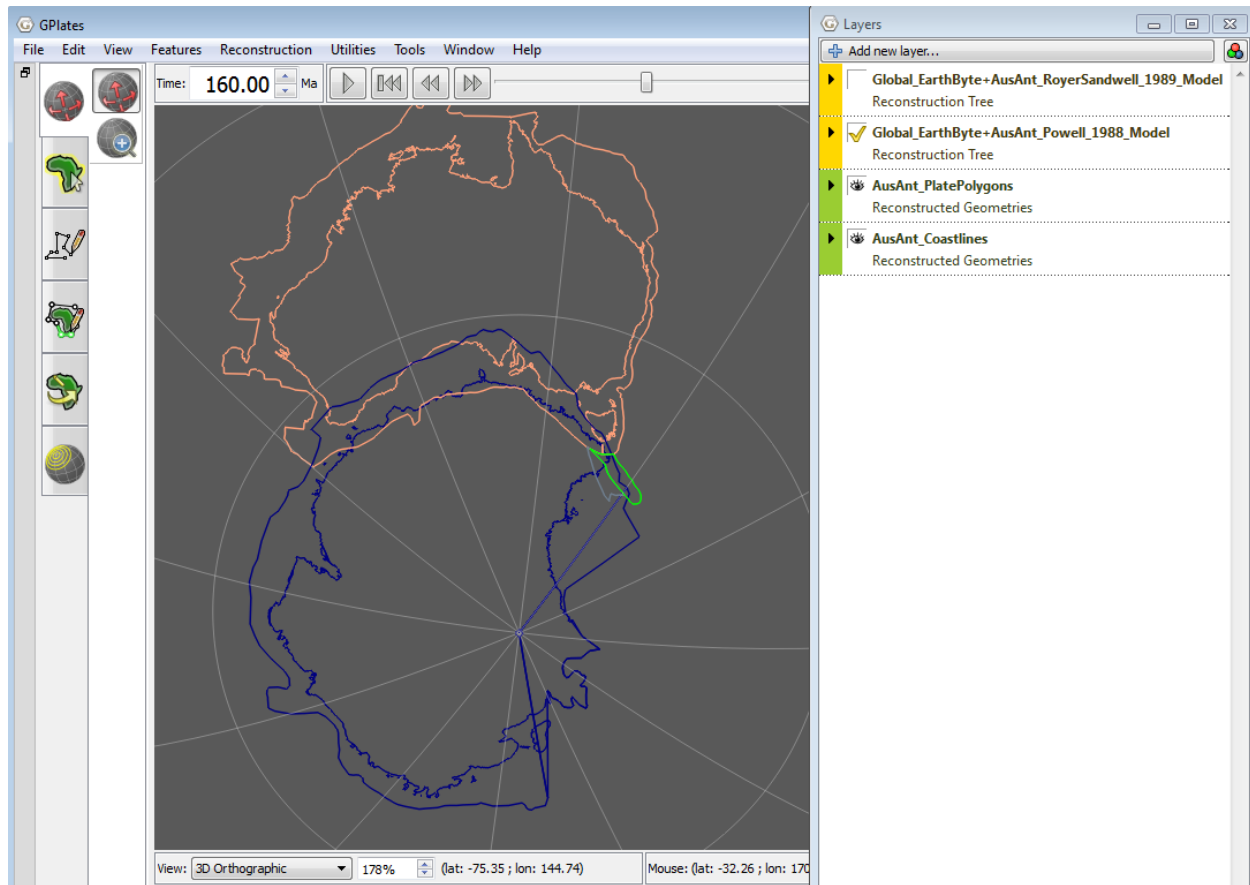 GPlates
File Edit View Features Reconstruction Utilities Tools Window Help
Time: 160.00 Ma
View: 3D Orthographic 178% (lat: -75.35 ; lon: 144.74) Mouse: (lat: -32.26 ; lon: 170
Layers
Add new layer...
Global_EarthByte+AusAnt_RoyerSandwell_1989_Model
Reconstruction Tree
Global_EarthByte+AusAnt_Powell_1988_Model
Reconstruction Tree
AusAnt_PlatePolygons
Reconstructed Geometries
AusAnt_Coastlines
Reconstructed Geometries